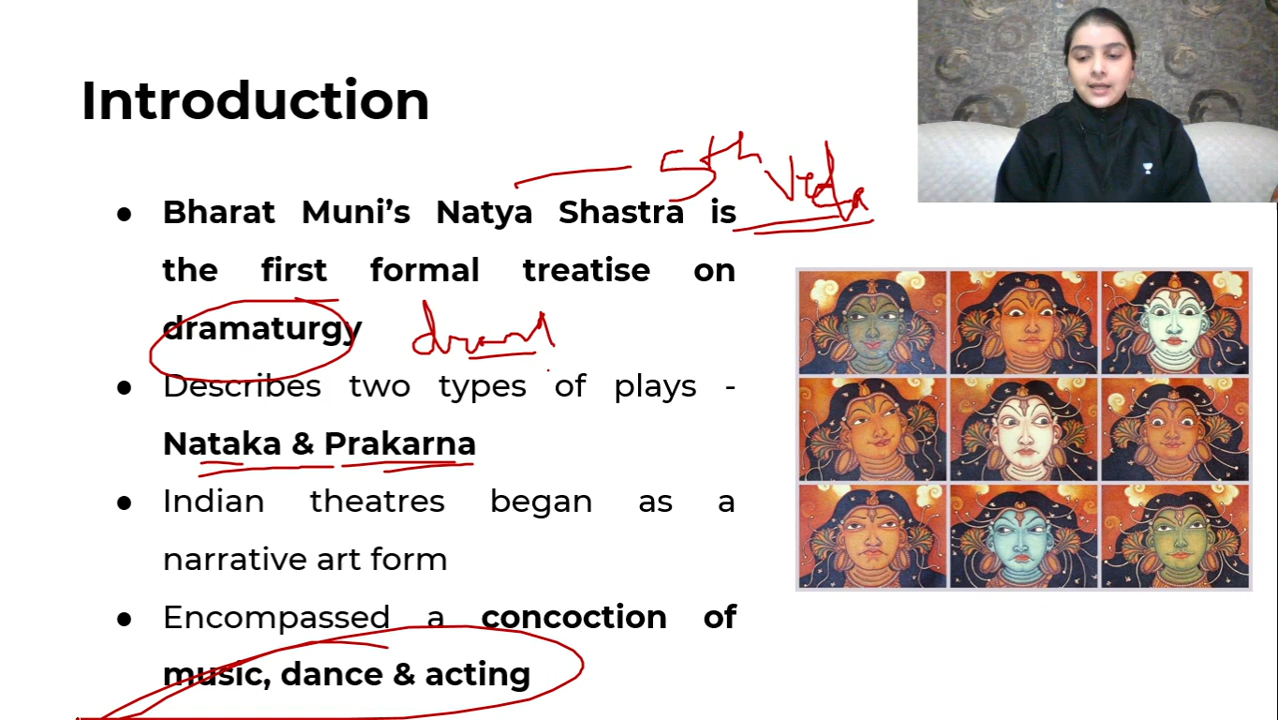 Introduction
5th Veda
● Bharat Muni's Natya Shastra is
the first formal treatise on
dramaturgy
● Describes two types of plays -
Nataka & Prakarna
● Indian theatres began as a
narrative art form
● Encompassed a concoction of
music, dance & acting